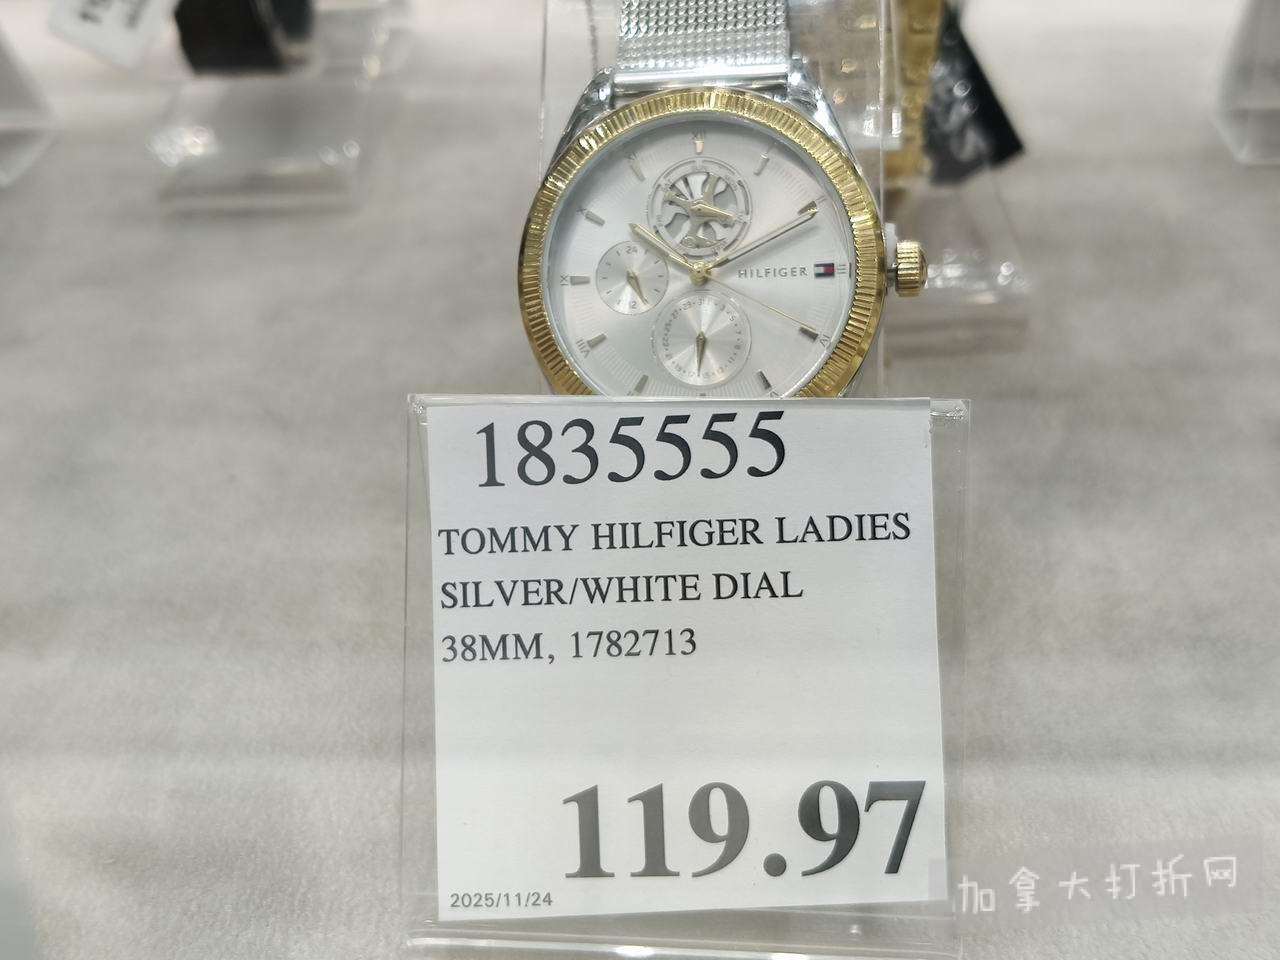 HILFIGER
1835555
TOMMY HILFIGER LADIES
SILVER/WHITE DIAL
38MM, 1782713
119.97
2025/11/24
加拿大打折网